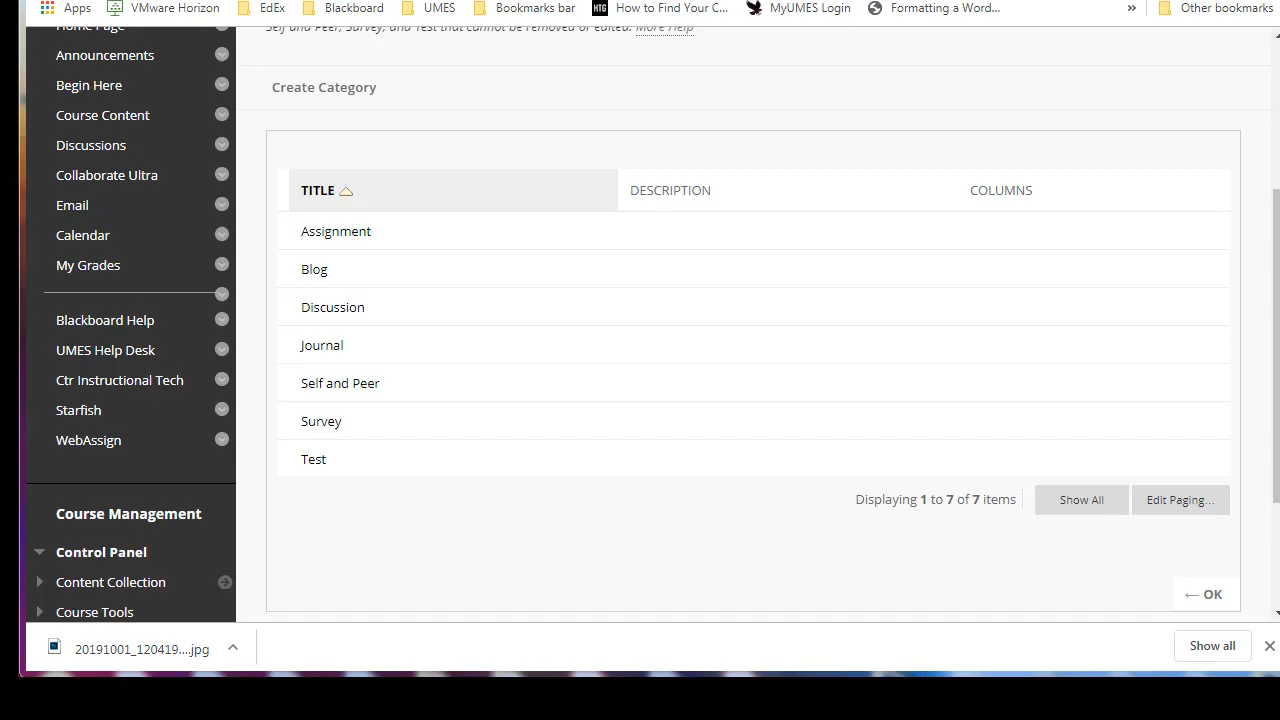 Apps VMware Horizon EdEx Blackboard UMES Bookmarks bar HTG How to Find Your C... MyUMES Login Formatting a Word... » Other bookmarks
Home Page
Self and Peer, Survey, and Test that cannot be removed or edited. More Help
Announcements
Begin Here
Course Content
Discussions
Collaborate Ultra
Email
Calendar
My Grades
Blackboard Help
UMES Help Desk
Ctr Instructional Tech
Starfish
WebAssign
Course Management
Control Panel
Content Collection
Course Tools
Create Category
TITLE DESCRIPTION COLUMNS
Assignment
Blog
Discussion
Journal
Self and Peer
Survey
Test
Displaying 1 to 7 of 7 items Show All Edit Paging...
← OK
20191001_120419....jpg Show all